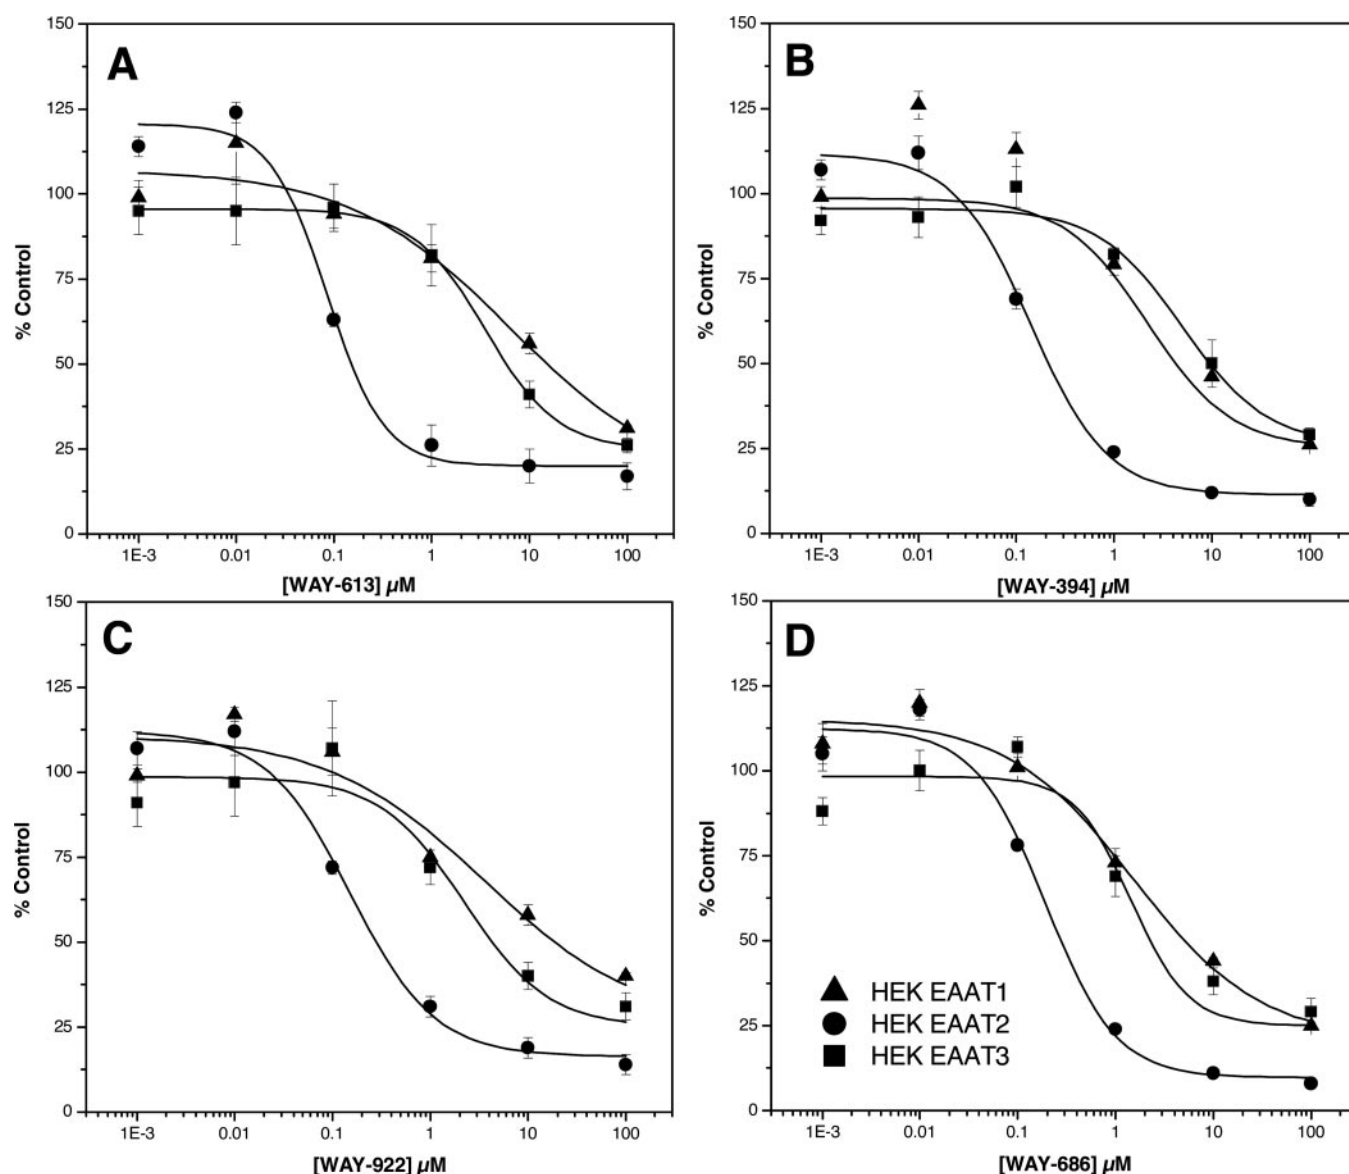 A
150
125
100
75
50
25
0
% Control
1E-3 0.01 0.1 1 10 100
[WAY-613] µM
B
150
125
100
75
50
25
0
% Control
1E-3 0.01 0.1 1 10 100
[WAY-394] µM
C
150
125
100
75
50
25
0
% Control
1E-3 0.01 0.1 1 10 100
[WAY-922] µM
D
150
125
100
75
50
25
0
% Control
HEK EAAT1
HEK EAAT2
HEK EAAT3
1E-3 0.01 0.1 1 10 100
[WAY-686] µM